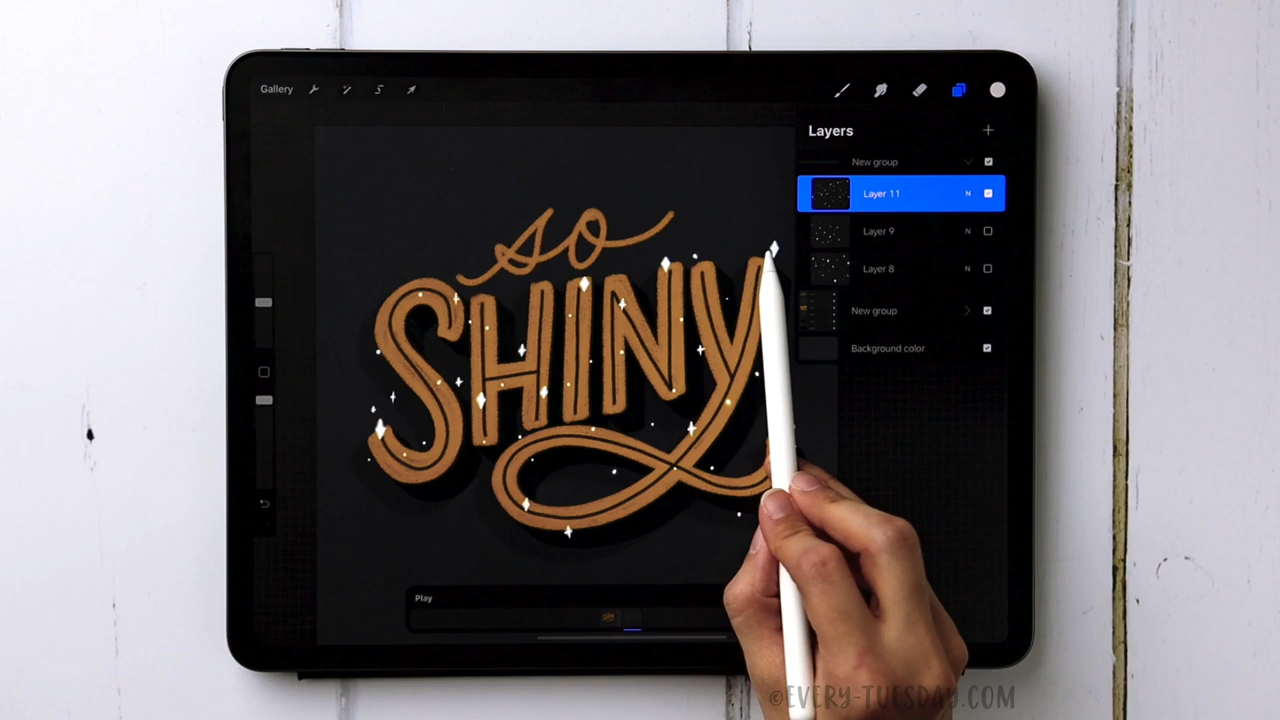 Gallery
Layers
New group
Layer 11 N
Layer 9 N
Layer 8 N
New group
Background color
so
SHINY
Play
©EVERY-TUESDAY.COM